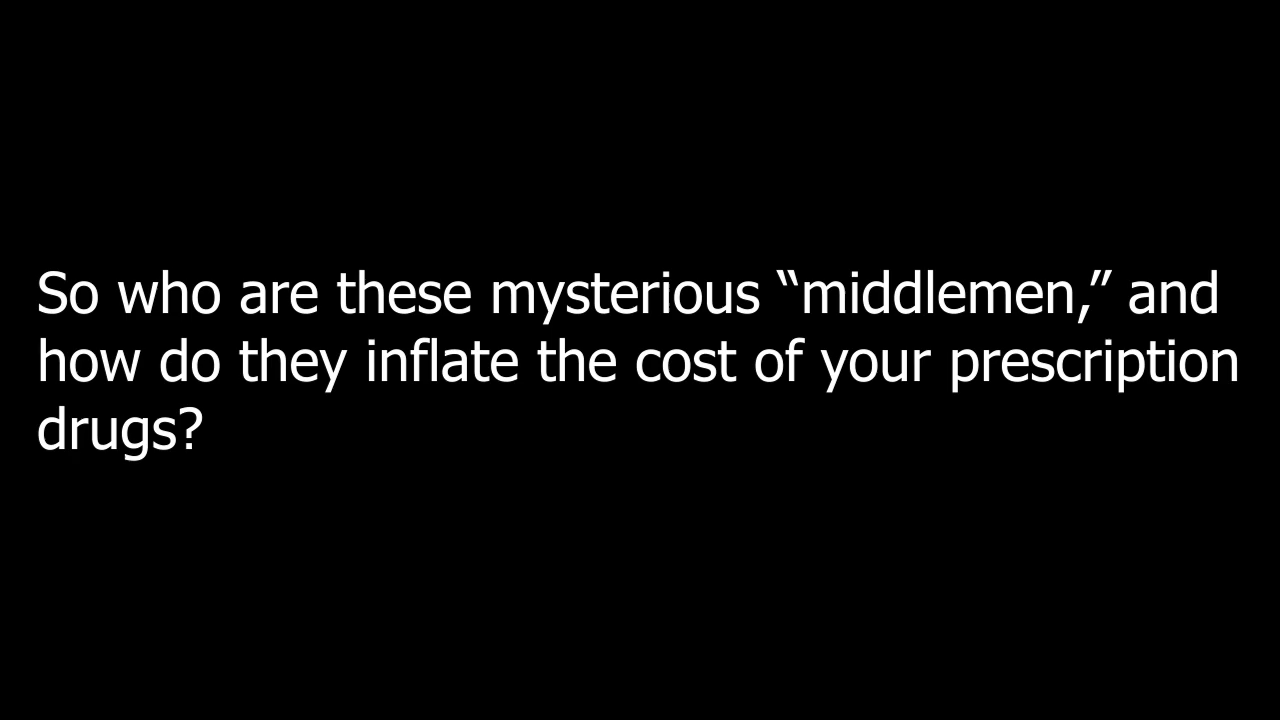 So who are these mysterious “middlemen,” and
how do they inflate the cost of your prescription
drugs?